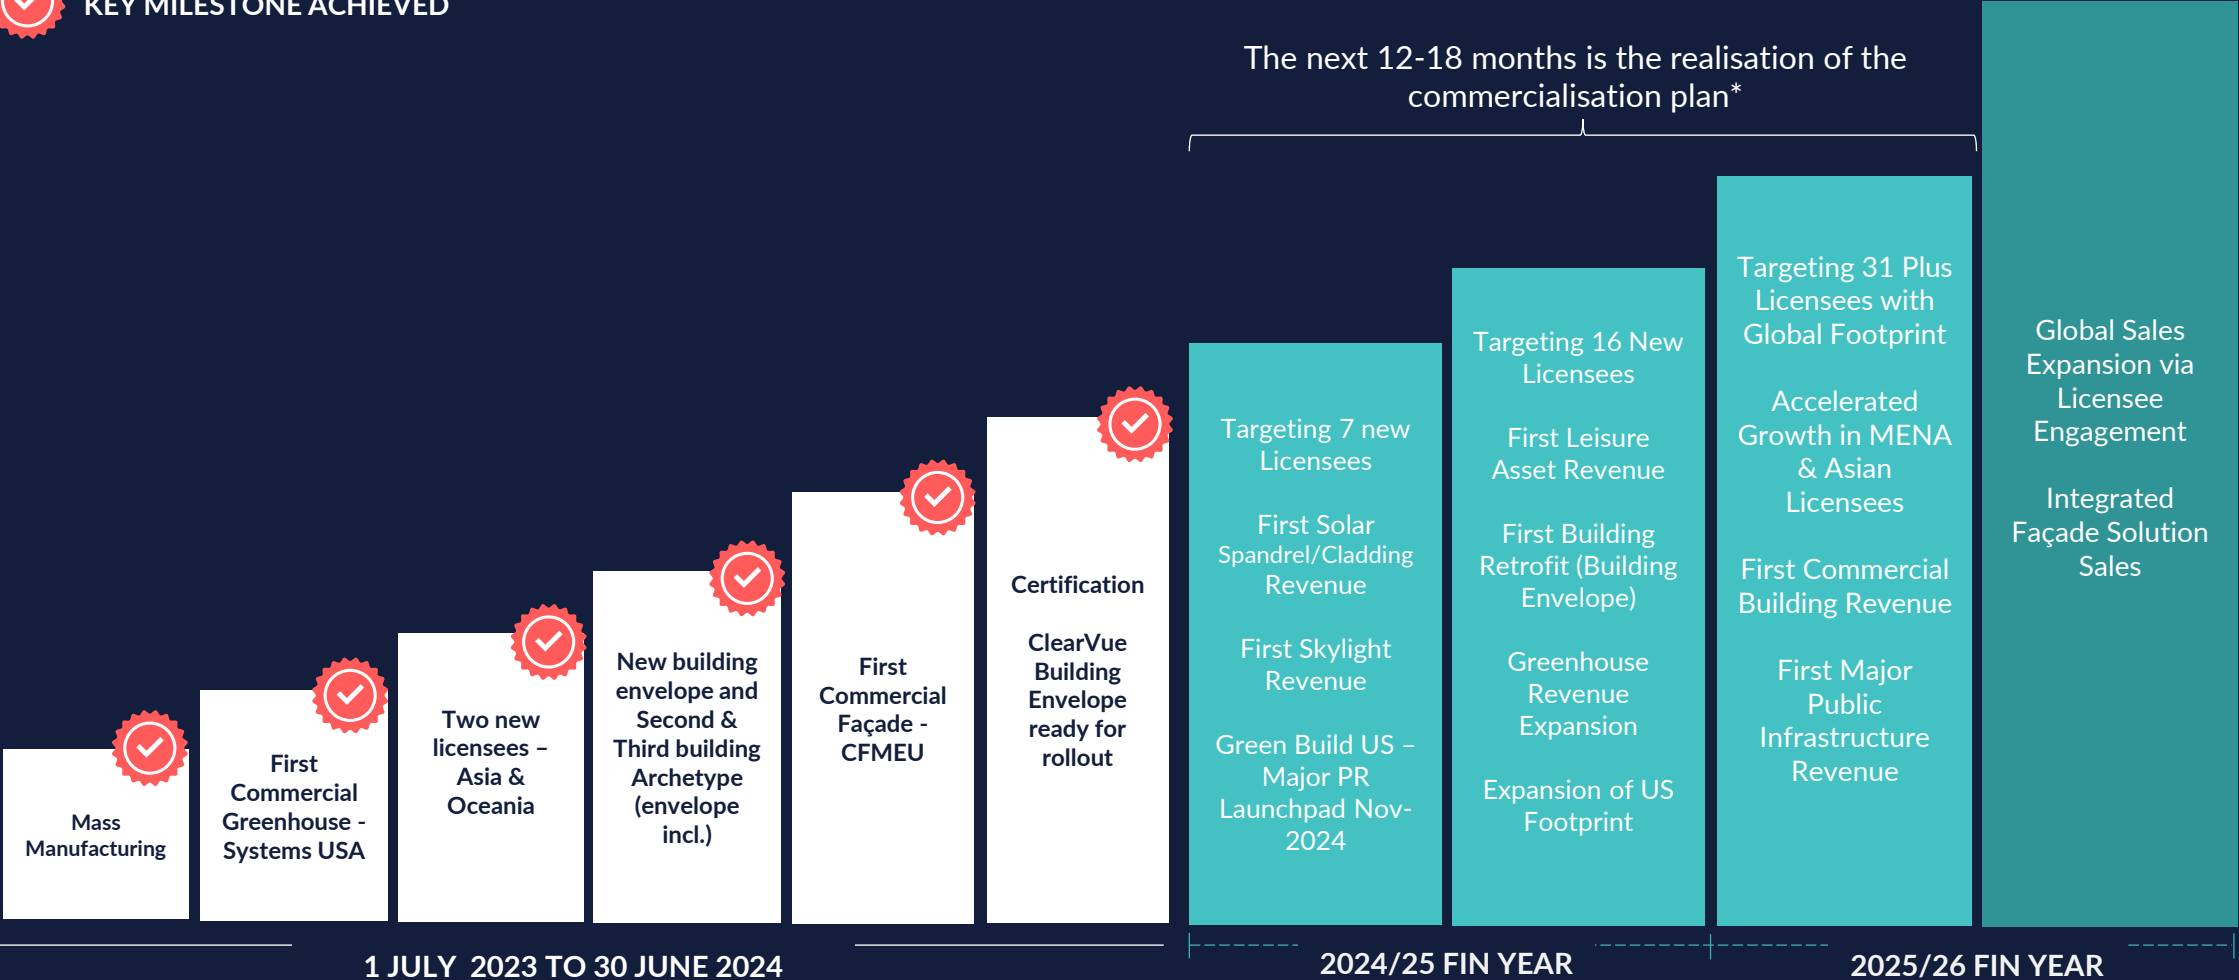 KEY MILESTONE ACHIEVED
The next 12-18 months is the realisation of the
commercialisation plan*
Mass
Manufacturing
First
Commercial
Greenhouse -
Systems USA
Two new
licensees –
Asia &
Oceania
New building
envelope and
Second &
Third building
Archetype
(envelope
incl.)
First
Commercial
Façade -
CFMEU
Certification
ClearVue
Building
Envelope
ready for
rollout
Targeting 7 new
Licensees
First Solar
Spandrel/Cladding
Revenue
First Skylight
Revenue
Green Build US –
Major PR
Launchpad Nov-
2024
Targeting 16 New
Licensees
First Leisure
Asset Revenue
First Building
Retrofit (Building
Envelope)
Greenhouse
Revenue
Expansion
Expansion of US
Footprint
Targeting 31 Plus
Licensees with
Global Footprint
Accelerated
Growth in MENA
& Asian
Licensees
First Commercial
Building Revenue
First Major
Public
Infrastructure
Revenue
Global Sales
Expansion via
Licensee
Engagement
Integrated
Façade Solution
Sales
1 JULY  2023 TO 30 JUNE 2024
2024/25 FIN YEAR
2025/26 FIN YEAR